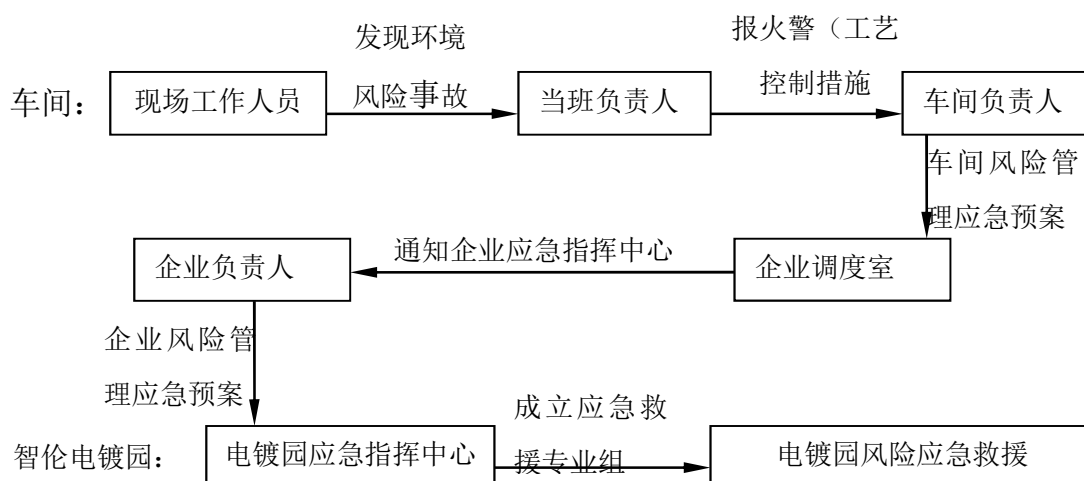 发现环境
风险事故
报火警（工艺
控制措施
车间：
现场工作人员
当班负责人
车间负责人
车间风险管
理应急预案
企业负责人
通知企业应急指挥中心
企业调度室
企业风险管
理应急预案
成立应急救
援专业组
智伦电镀园：
电镀园应急指挥中心
电镀园风险应急救援